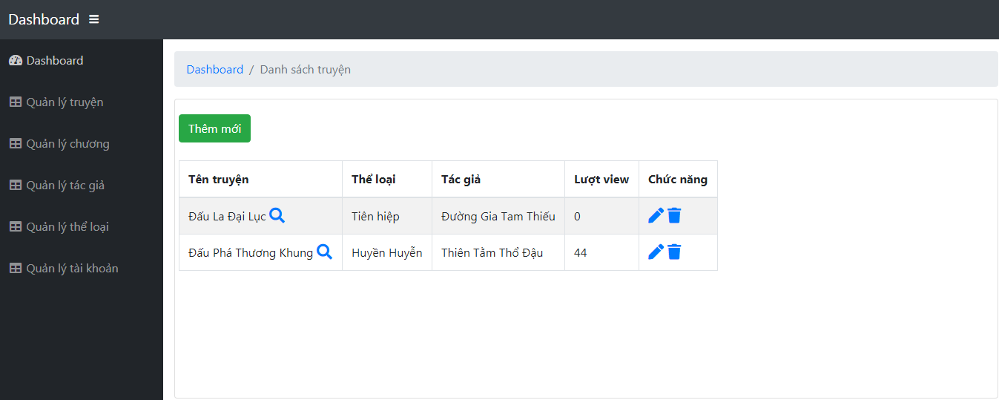 Dashboard
Dashboard
Quản lý truyện
Quản lý chương
Quản lý tác giả
Quản lý thể loại
Quản lý tài khoản
Dashboard / Danh sách truyện
Thêm mới
Tên truyện Thể loại Tác giả Lượt view Chức năng
Đấu La Đại Lục Tiên hiệp Đường Gia Tam Thiếu 0
Đấu Phá Thương Khung Huyền Huyễn Thiên Tằm Thổ Đậu 44